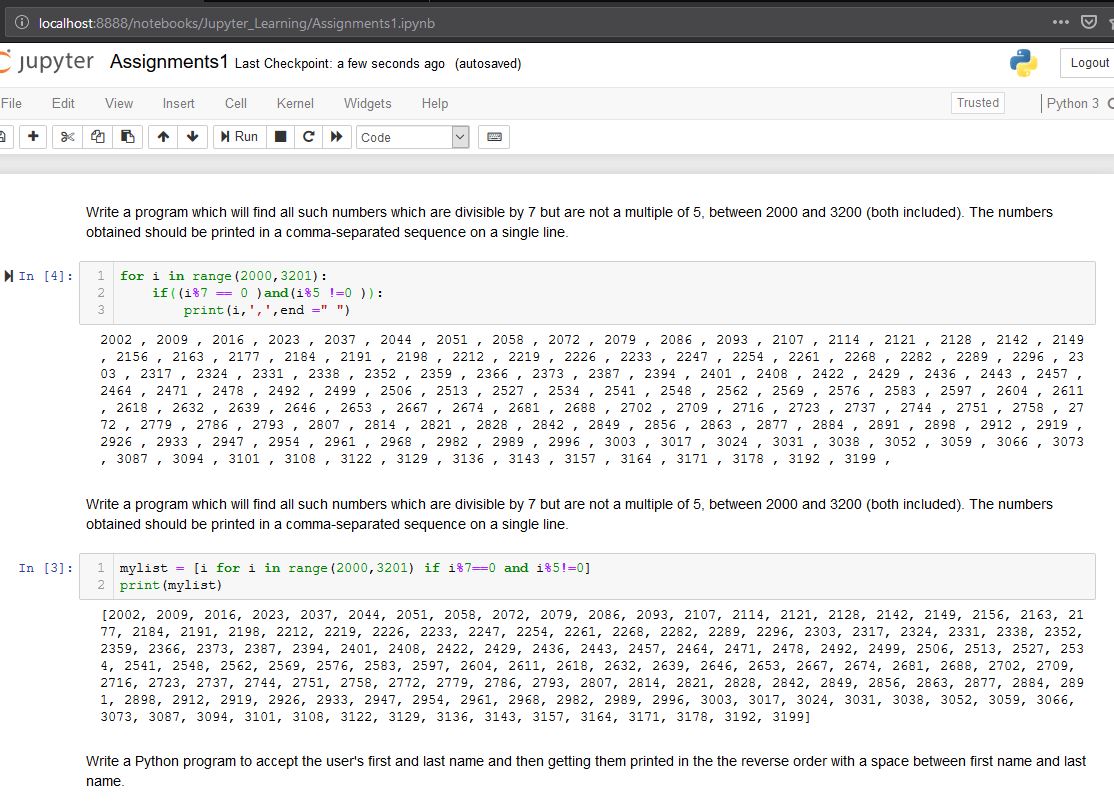 localhost:8888/notebooks/Jupyter_Learning/Assignments1.ipynb
jupyter Assignments1 Last Checkpoint: a few seconds ago (autosaved) Logout
File Edit View Insert Cell Kernel Widgets Help Trusted Python 3
Run Code
Write a program which will find all such numbers which are divisible by 7 but are not a multiple of 5, between 2000 and 3200 (both included). The numbers
obtained should be printed in a comma-separated sequence on a single line.
In [4]: 1 for i in range(2000,3201):
2 if((i%7 == 0 )and(i%5 !=0 )):
3 print(i,',',end =" ")
2002 , 2009 , 2016 , 2023 , 2037 , 2044 , 2051 , 2058 , 2072 , 2079 , 2086 , 2093 , 2107 , 2114 , 2121 , 2128 , 2142 , 2149
, 2156 , 2163 , 2177 , 2184 , 2191 , 2198 , 2212 , 2219 , 2226 , 2233 , 2247 , 2254 , 2261 , 2268 , 2282 , 2289 , 2296 , 23
03 , 2317 , 2324 , 2331 , 2338 , 2352 , 2359 , 2366 , 2373 , 2387 , 2394 , 2401 , 2408 , 2422 , 2429 , 2436 , 2443 , 2457 ,
2464 , 2471 , 2478 , 2492 , 2499 , 2506 , 2513 , 2527 , 2534 , 2541 , 2548 , 2562 , 2569 , 2576 , 2583 , 2597 , 2604 , 2611
, 2618 , 2632 , 2639 , 2646 , 2653 , 2667 , 2674 , 2681 , 2688 , 2702 , 2709 , 2716 , 2723 , 2737 , 2744 , 2751 , 2758 , 27
72 , 2779 , 2786 , 2793 , 2807 , 2814 , 2821 , 2828 , 2842 , 2849 , 2856 , 2863 , 2877 , 2884 , 2891 , 2898 , 2912 , 2919 ,
2926 , 2933 , 2947 , 2954 , 2961 , 2968 , 2982 , 2989 , 2996 , 3003 , 3017 , 3024 , 3031 , 3038 , 3052 , 3059 , 3066 , 3073
, 3087 , 3094 , 3101 , 3108 , 3122 , 3129 , 3136 , 3143 , 3157 , 3164 , 3171 , 3178 , 3192 , 3199 ,
Write a program which will find all such numbers which are divisible by 7 but are not a multiple of 5, between 2000 and 3200 (both included). The numbers
obtained should be printed in a comma-separated sequence on a single line.
In [3]: 1 mylist = [i for i in range(2000,3201) if i%7==0 and i%5!=0]
2 print(mylist)
[2002, 2009, 2016, 2023, 2037, 2044, 2051, 2058, 2072, 2079, 2086, 2093, 2107, 2114, 2121, 2128, 2142, 2149, 2156, 2163, 21
77, 2184, 2191, 2198, 2212, 2219, 2226, 2233, 2247, 2254, 2261, 2268, 2282, 2289, 2296, 2303, 2317, 2324, 2331, 2338, 2352,
2359, 2366, 2373, 2387, 2394, 2401, 2408, 2422, 2429, 2436, 2443, 2457, 2464, 2471, 2478, 2492, 2499, 2506, 2513, 2527, 253
4, 2541, 2548, 2562, 2569, 2576, 2583, 2597, 2604, 2611, 2618, 2632, 2639, 2646, 2653, 2667, 2674, 2681, 2688, 2702, 2709,
2716, 2723, 2737, 2744, 2751, 2758, 2772, 2779, 2786, 2793, 2807, 2814, 2821, 2828, 2842, 2849, 2856, 2863, 2877, 2884, 289
1, 2898, 2912, 2919, 2926, 2933, 2947, 2954, 2961, 2968, 2982, 2989, 2996, 3003, 3017, 3024, 3031, 3038, 3052, 3059, 3066,
3073, 3087, 3094, 3101, 3108, 3122, 3129, 3136, 3143, 3157, 3164, 3171, 3178, 3192, 3199]
Write a Python program to accept the user's first and last name and then getting them printed in the the reverse order with a space between first name and last
name.